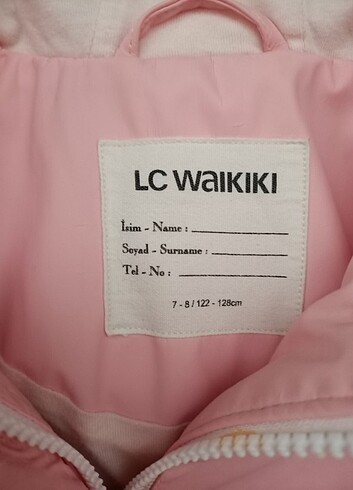 LC WAIKIKI
İsim - Name :
Soyad - Surname :
Tel - No :
7 - 8 / 122 - 128cm